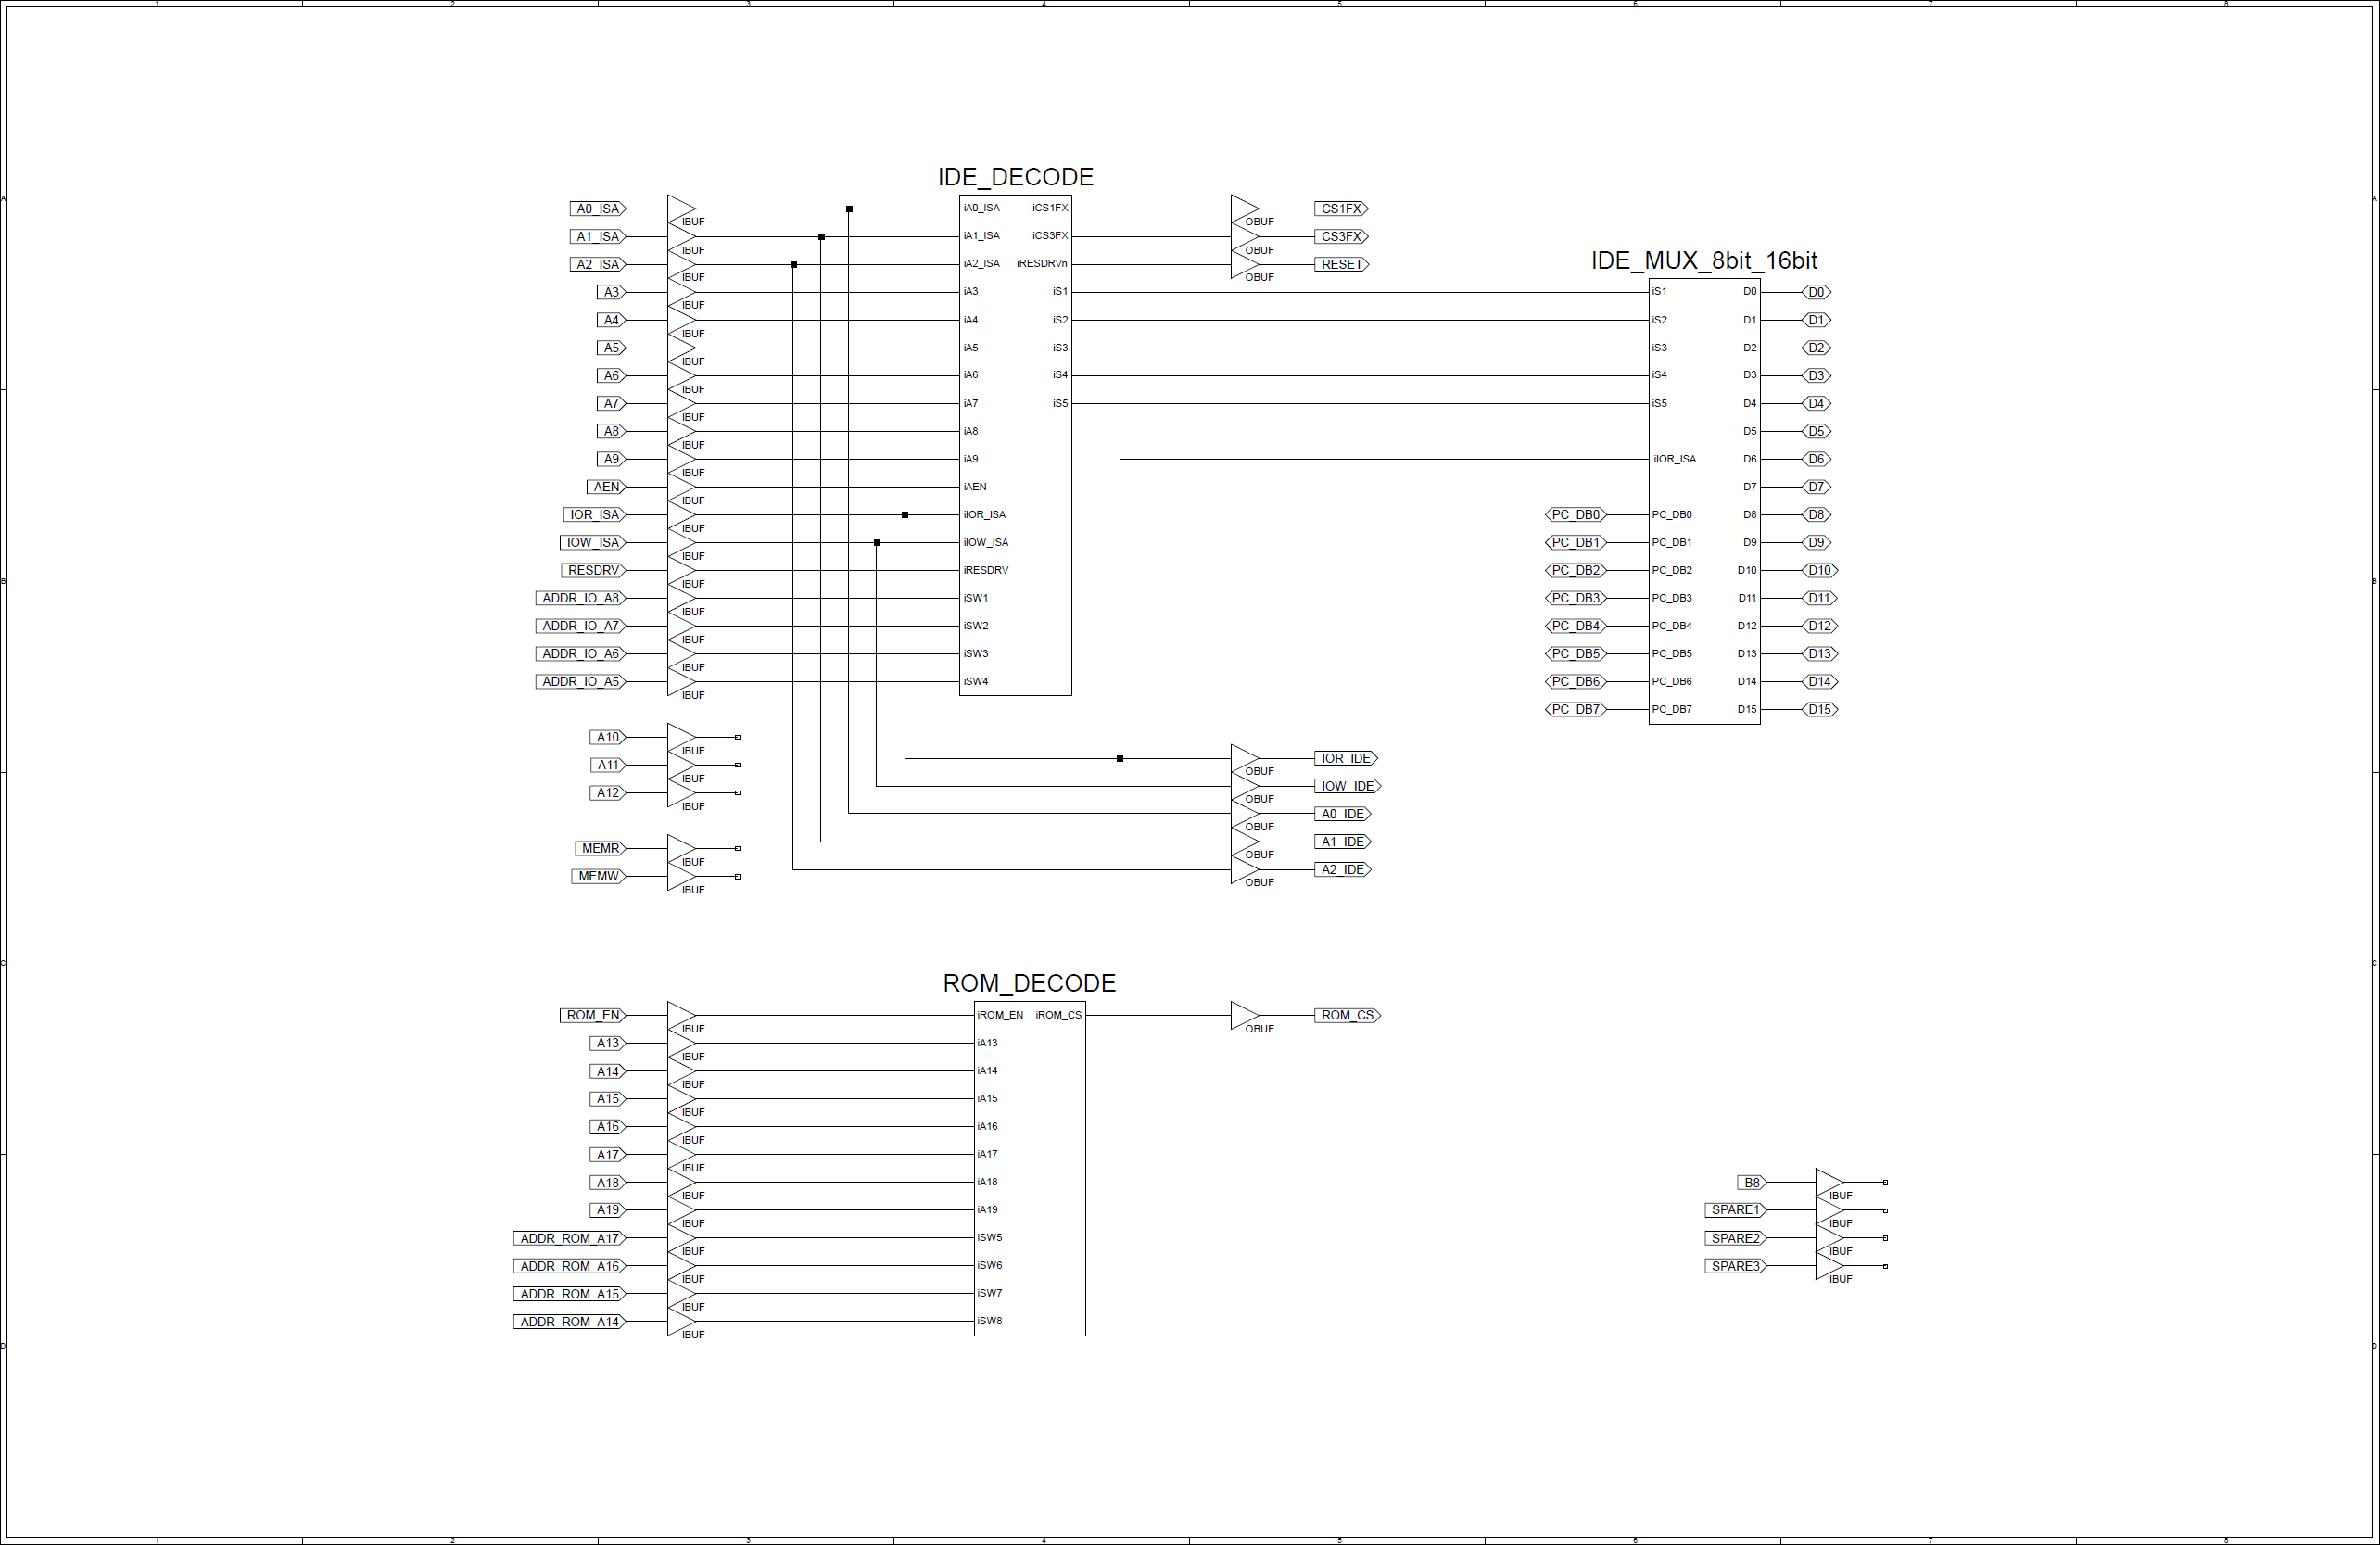 1 2 3 4 5 6 7 8
IDE_DECODE
A0_ISA IBUF iA0_ISA iCS1FX OBUF CS1FX
A1_ISA IBUF iA1_ISA iCS3FX OBUF CS3FX
A2_ISA IBUF iA2_ISA iRESDRVn OBUF RESET
A3 IBUF iA3 iS1
A4 IBUF iA4 iS2
A5 IBUF iA5 iS3
A6 IBUF iA6 iS4
A7 IBUF iA7 iS5
A8 IBUF iA8
A9 IBUF iA9
AEN IBUF iAEN
IOR_ISA IBUF iIOR_ISA
IOW_ISA IBUF iIOW_ISA
RESDRV IBUF iRESDRV
ADDR_IO_A8 IBUF iSW1
ADDR_IO_A7 IBUF iSW2
ADDR_IO_A6 IBUF iSW3
ADDR_IO_A5 IBUF iSW4
IDE_MUX_8bit_16bit
iS1 D0 D0
iS2 D1 D1
iS3 D2 D2
iS4 D3 D3
iS5 D4 D4
D5 D5
iIOR_ISA D6 D6
D7 D7
PC_DB0 PC_DB0 D8 D8
PC_DB1 PC_DB1 D9 D9
PC_DB2 PC_DB2 D10 D10
PC_DB3 PC_DB3 D11 D11
PC_DB4 PC_DB4 D12 D12
PC_DB5 PC_DB5 D13 D13
PC_DB6 PC_DB6 D14 D14
PC_DB7 PC_DB7 D15 D15
A10 IBUF
A11 IBUF
A12 IBUF
MEMR IBUF
MEMW IBUF
OBUF IOR_IDE
OBUF IOW_IDE
OBUF A0_IDE
OBUF A1_IDE
OBUF A2_IDE
ROM_DECODE
ROM_EN IBUF iROM_EN iROM_CS OBUF ROM_CS
A13 IBUF iA13
A14 IBUF iA14
A15 IBUF iA15
A16 IBUF iA16
A17 IBUF iA17
A18 IBUF iA18
A19 IBUF iA19
ADDR_ROM_A17 IBUF iSW5
ADDR_ROM_A16 IBUF iSW6
ADDR_ROM_A15 IBUF iSW7
ADDR_ROM_A14 IBUF iSW8
B8 IBUF
SPARE1 IBUF
SPARE2 IBUF
SPARE3 IBUF
A A
B B
C C
D D
1 2 3 4 5 6 7 8